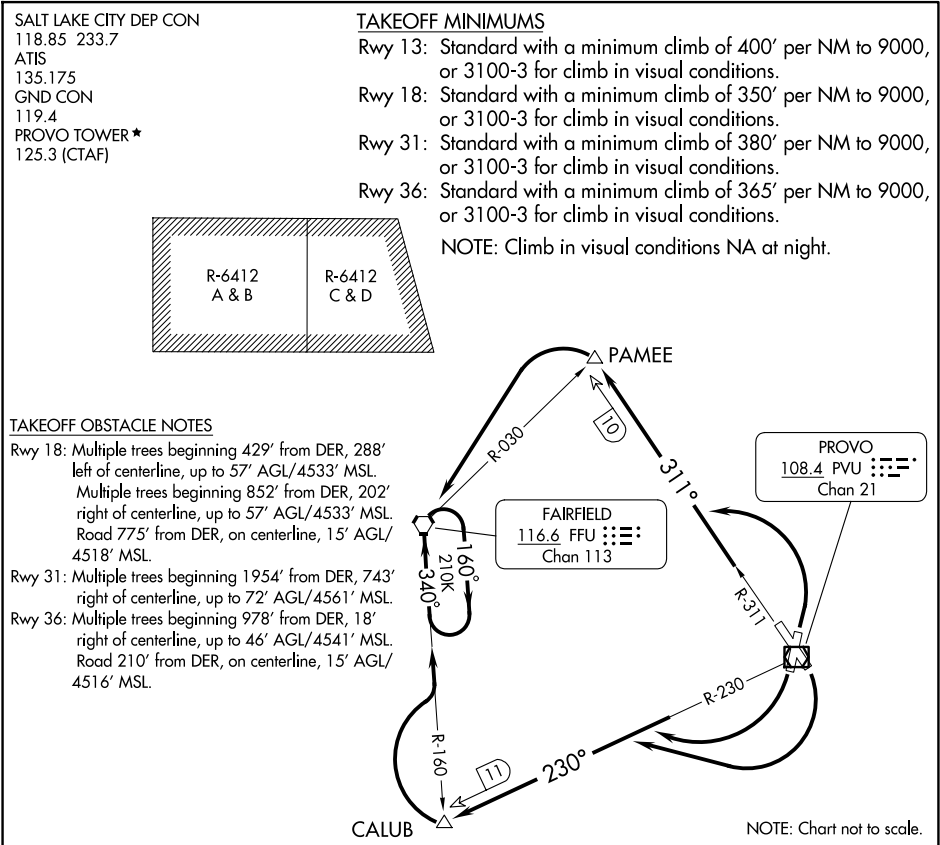 SALT LAKE CITY DEP CON
118.85 233.7
ATIS
135.175
GND CON
119.4
PROVO TOWER★
125.3 (CTAF)
TAKEOFF MINIMUMS
Rwy 13: Standard with a minimum climb of 400' per NM to 9000,
or 3100-3 for climb in visual conditions.
Rwy 18: Standard with a minimum climb of 350' per NM to 9000,
or 3100-3 for climb in visual conditions.
Rwy 31: Standard with a minimum climb of 380' per NM to 9000,
or 3100-3 for climb in visual conditions.
Rwy 36: Standard with a minimum climb of 365' per NM to 9000,
or 3100-3 for climb in visual conditions.
NOTE: Climb in visual conditions NA at night.
R-6412
A & B
R-6412
C & D
PAMEE
10
R-030
311°
R-311
TAKEOFF OBSTACLE NOTES
Rwy 18: Multiple trees beginning 429' from DER, 288'
left of centerline, up to 57' AGL/4533' MSL.
Multiple trees beginning 852' from DER, 202'
right of centerline, up to 57' AGL/4533' MSL.
Road 775' from DER, on centerline, 15' AGL/
4518' MSL.
Rwy 31: Multiple trees beginning 1954' from DER, 743'
right of centerline, up to 72' AGL/4561' MSL.
Rwy 36: Multiple trees beginning 978' from DER, 18'
right of centerline, up to 46' AGL/4541' MSL.
Road 210' from DER, on centerline, 15' AGL/
4516' MSL.
PROVO
108.4 PVU
Chan 21
FAIRFIELD
116.6 FFU
Chan 113
160°
210K
340°
R-160
R-230
230°
11
CALUB
NOTE: Chart not to scale.